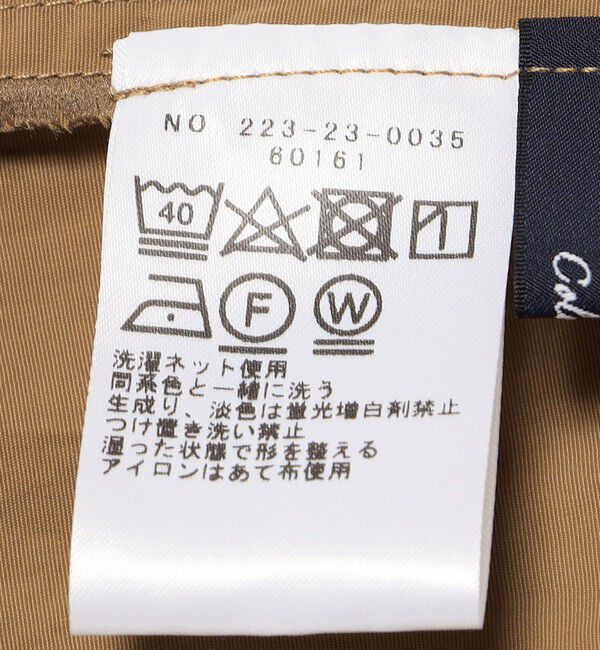 NO 223-23-0035
60161
40
F W
洗濯ネット使用
同系色と一緒に洗う
生成り、淡色は蛍光増白剤禁止
つけ置き洗い禁止
湿った状態で形を整える
アイロンはあて布使用